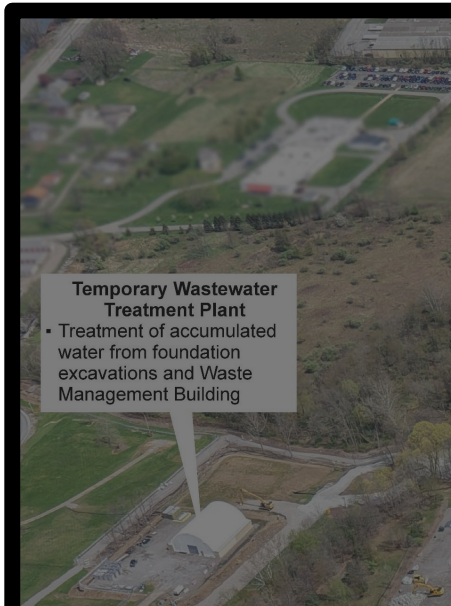 Temporary Wastewater
Treatment Plant
▪ Treatment of accumulated
water from foundation
excavations and Waste
Management Building